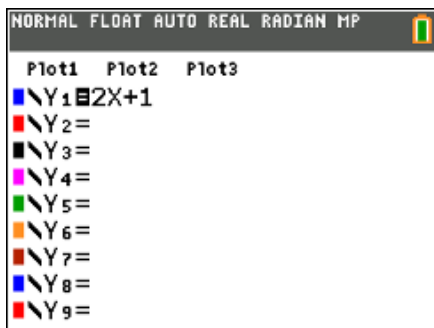 NORMAL FLOAT AUTO REAL RADIAN MP
Plot1 Plot2 Plot3
\Y1=2X+1
\Y2=
\Y3=
\Y4=
\Y5=
\Y6=
\Y7=
\Y8=
\Y9=